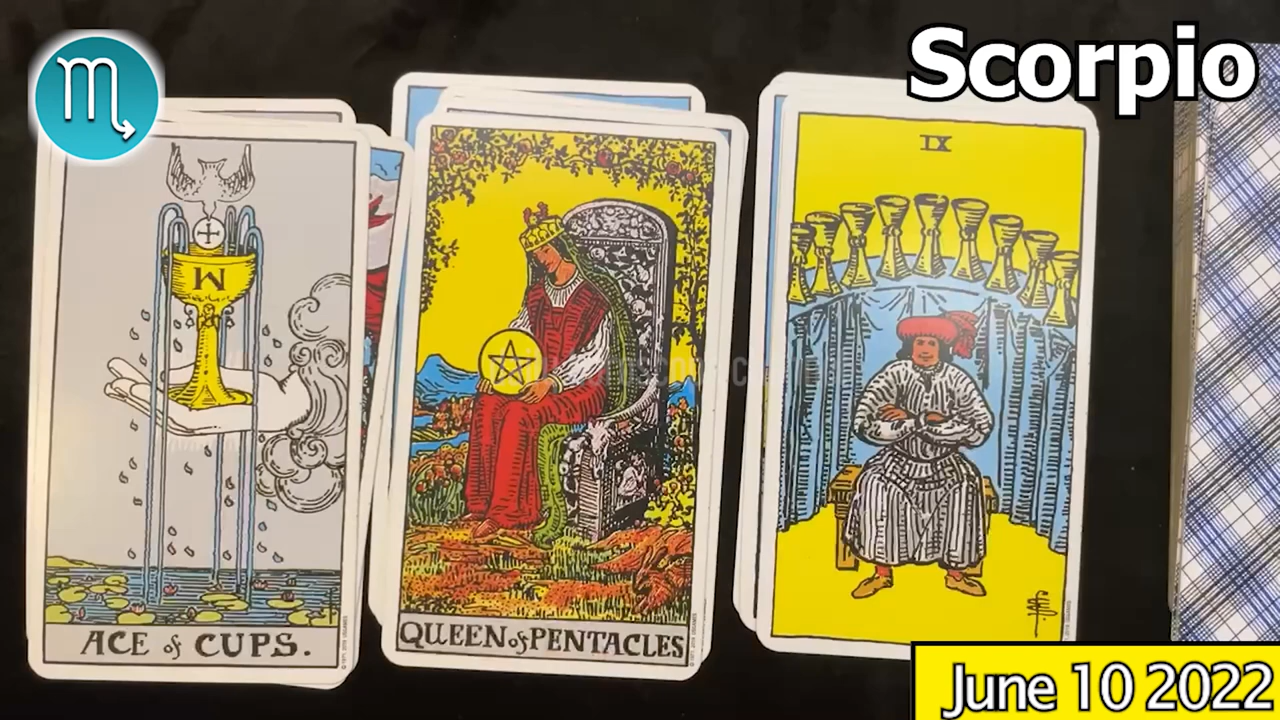 Scorpio
IX
M
ACE of CUPS.
QUEEN of PENTACLES
June 10 2022